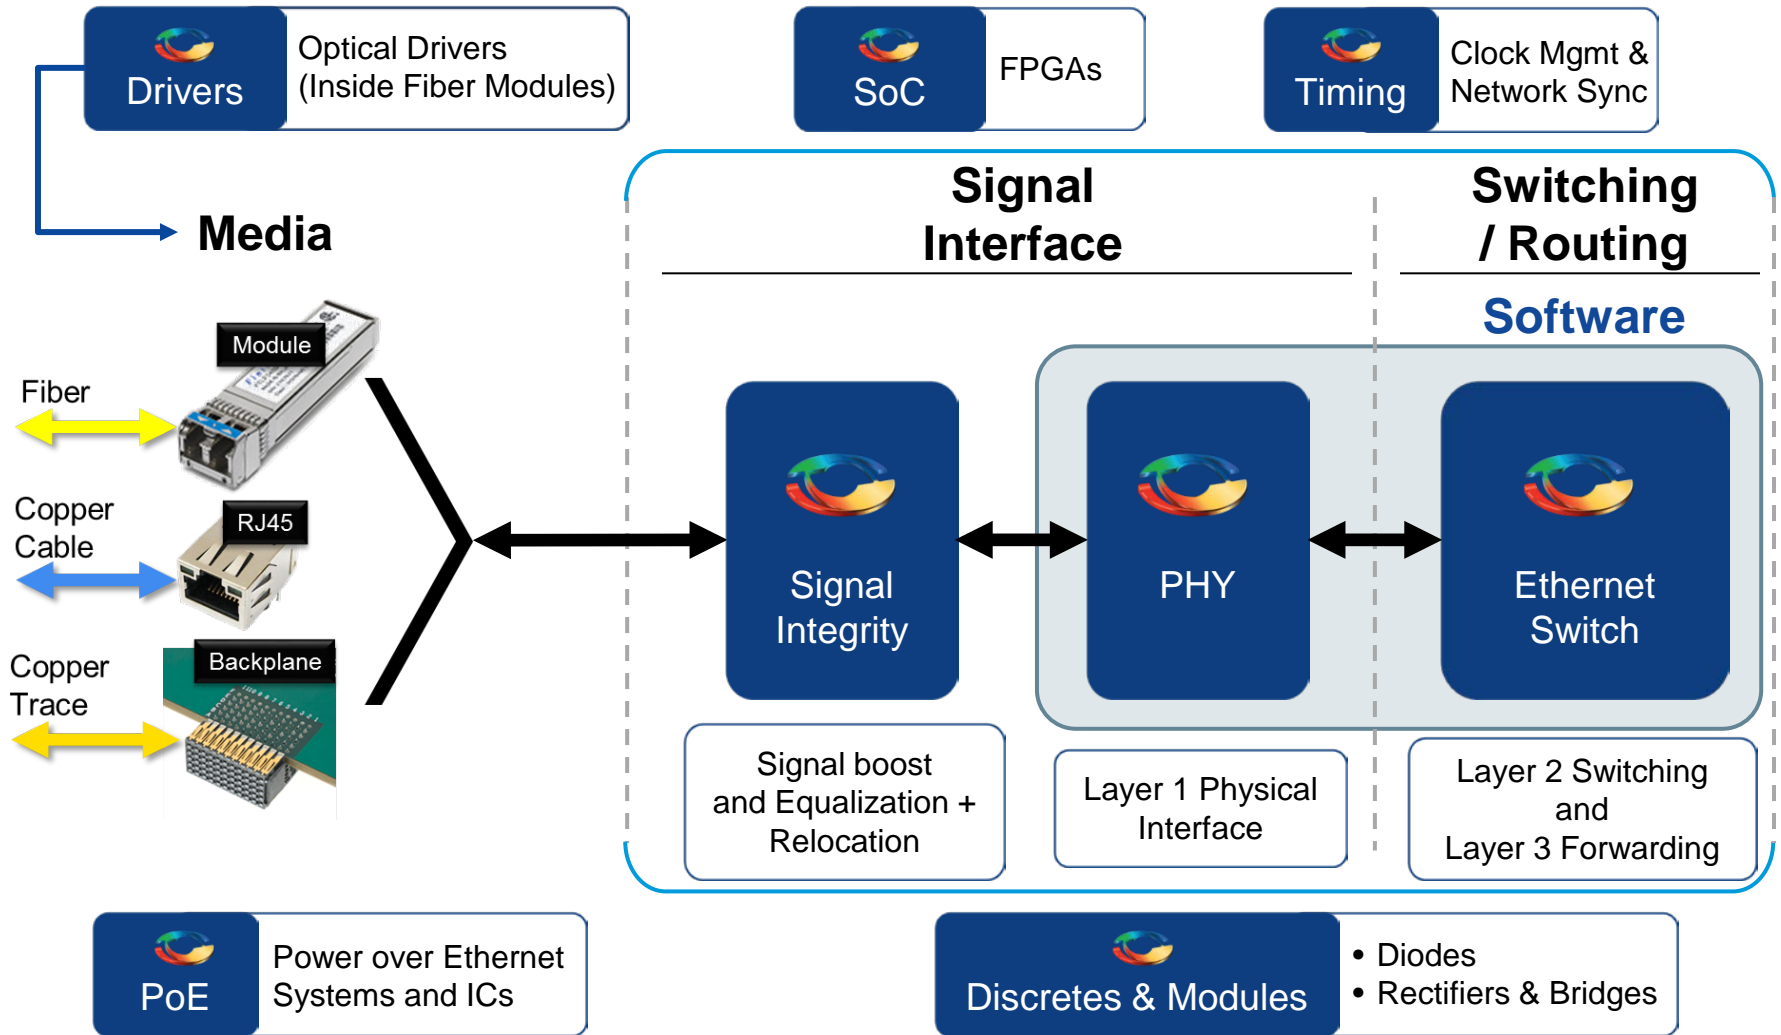 Drivers
Optical Drivers
(Inside Fiber Modules)
SoC
FPGAs
Timing
Clock Mgmt &
Network Sync
Media
Signal
Interface
Switching
/ Routing
Software
Module
Fiber
RJ45
Copper
Cable
Backplane
Copper
Trace
Signal
Integrity
PHY
Ethernet
Switch
Signal boost
and Equalization +
Relocation
Layer 1 Physical
Interface
Layer 2 Switching
and
Layer 3 Forwarding
PoE
Power over Ethernet
Systems and ICs
Discretes & Modules
• Diodes
• Rectifiers & Bridges